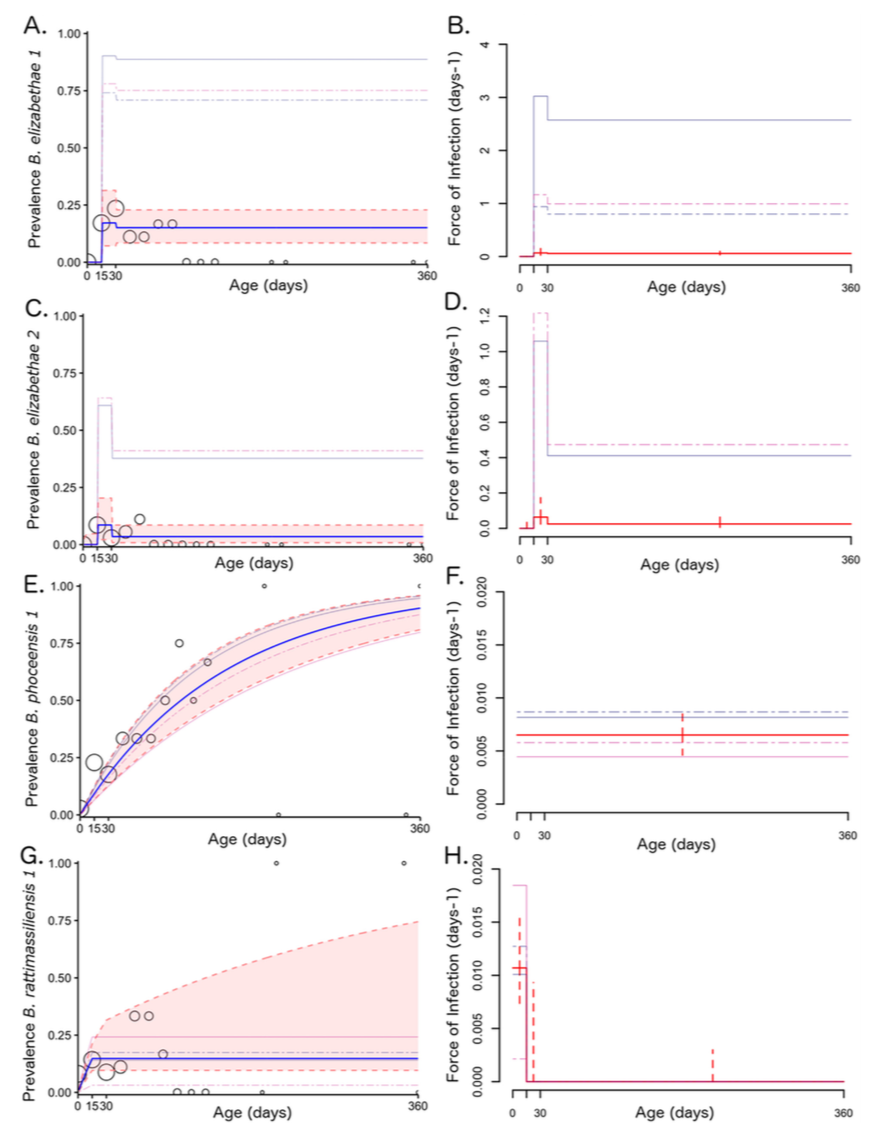 A.
Prevalence B. elizabethae 1
1.00
0.75
0.50
0.25
0.00
0 1530
360
Age (days)
B.
Force of Infection (days-1)
4
3
2
1
0
0
30
360
Age (days)
C.
Prevalence B. elizabethae 2
1.00
0.75
0.50
0.25
0.00
0 1530
360
Age (days)
D.
Force of Infection (days-1)
1.2
1.0
0.8
0.6
0.4
0.2
0.0
0
30
360
Age (days)
E.
Prevalence B. phoceensis 1
1.00
0.75
0.50
0.25
0.00
0 1530
360
Age (days)
F.
Force of Infection (days-1)
0.020
0.015
0.010
0.005
0.000
0
30
360
Age (days)
G.
Prevalence B. rattimassiliensis 1
1.00
0.75
0.50
0.25
0.00
0 1530
360
Age (days)
H.
Force of Infection (days-1)
0.020
0.015
0.010
0.005
0.000
0
30
360
Age (days)